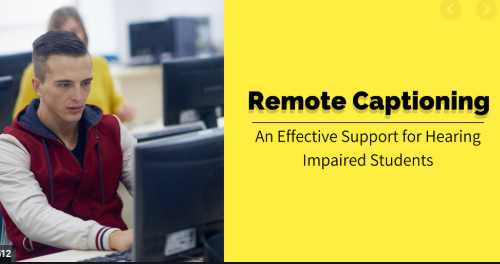 Remote Captioning
An Effective Support for Hearing
Impaired Students